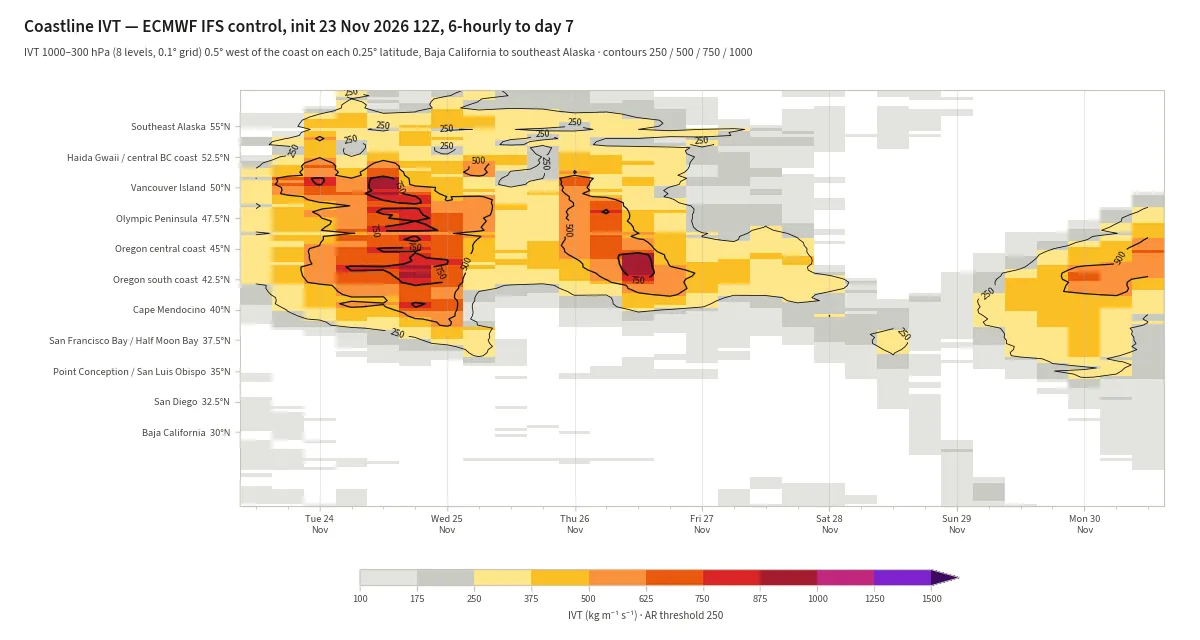 Coastline IVT — ECMWF IFS control, init 23 Nov 2026 12Z, 6-hourly to day 7
IVT 1000–300 hPa (8 levels, 0.1° grid) 0.5° west of the coast on each 0.25° latitude, Baja California to southeast Alaska · contours 250 / 500 / 750 / 1000
Southeast Alaska 55°N
Haida Gwaii / central BC coast 52.5°N
Vancouver Island 50°N
Olympic Peninsula 47.5°N
Oregon central coast 45°N
Oregon south coast 42.5°N
Cape Mendocino 40°N
San Francisco Bay / Half Moon Bay 37.5°N
Point Conception / San Luis Obispo 35°N
San Diego 32.5°N
Baja California 30°N
250
250
250
250
250
250
250
250
250
250
500
250
750
750
500
750
750
500
750
250
250
250
500
Tue 24 Nov
Wed 25 Nov
Thu 26 Nov
Fri 27 Nov
Sat 28 Nov
Sun 29 Nov
Mon 30 Nov
100 175 250 375 500 625 750 875 1000 1250 1500
IVT (kg m⁻¹ s⁻¹) · AR threshold 250